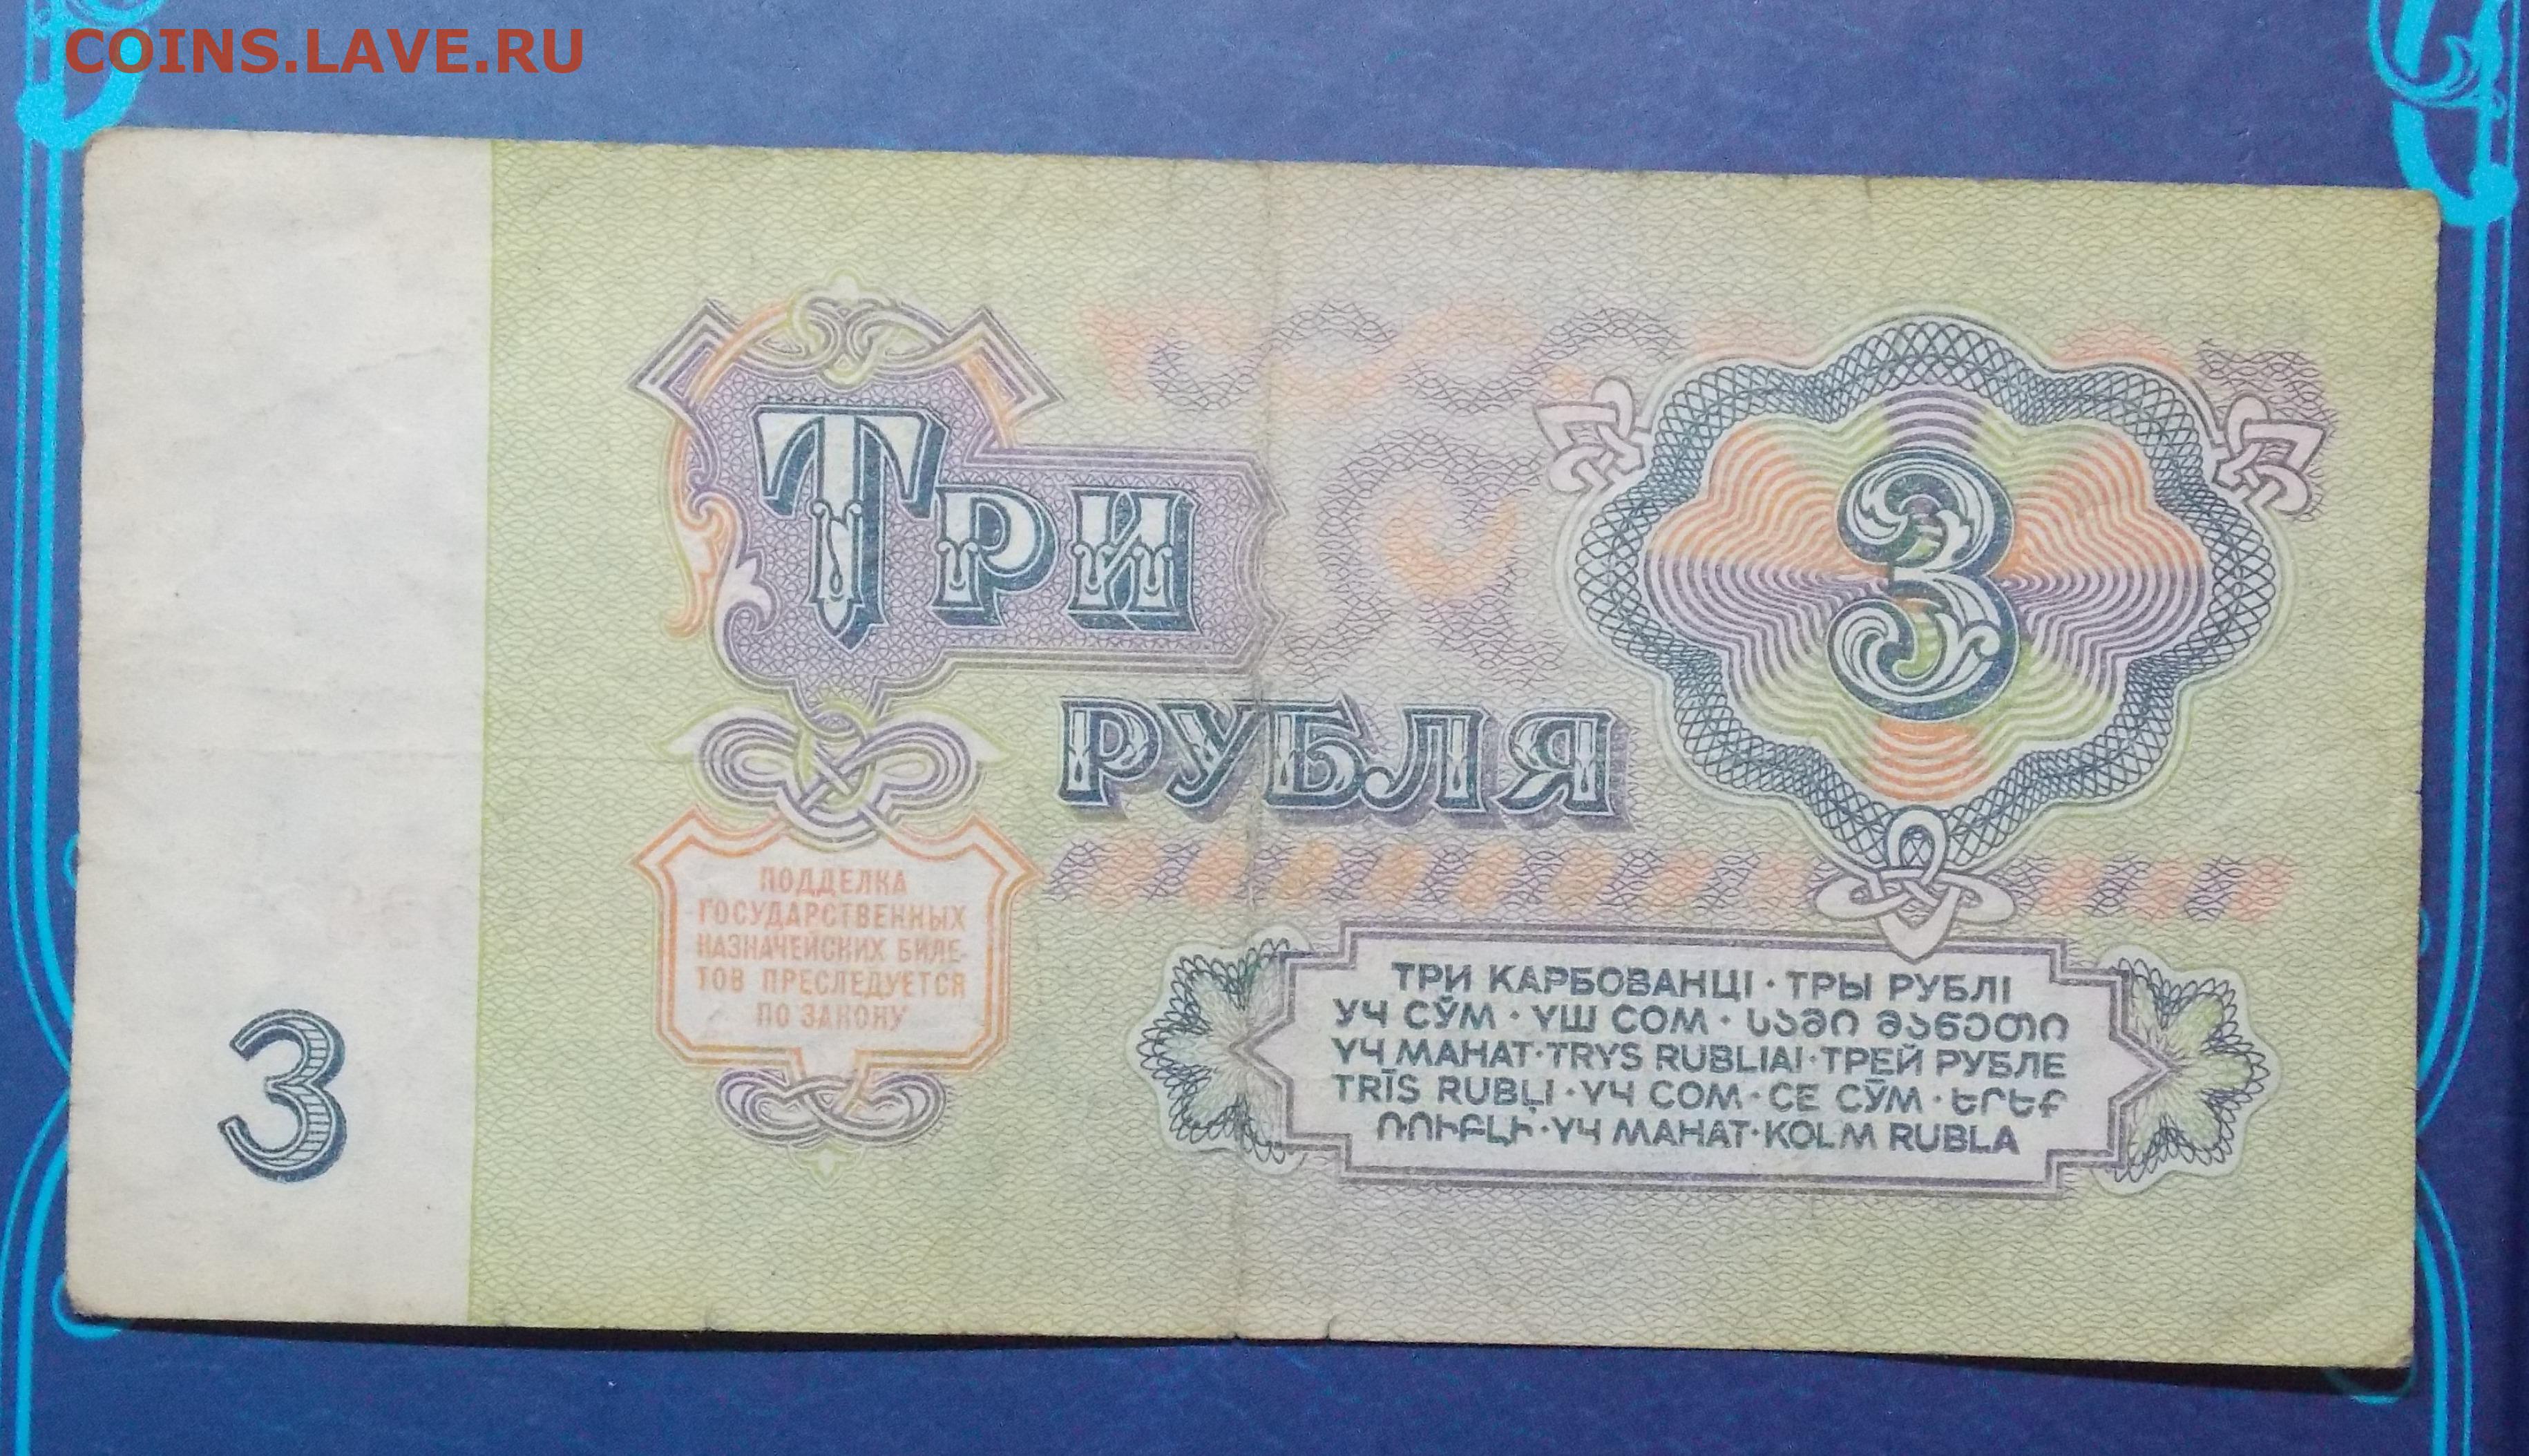 COINS.LAVE.RU
ТРИ
РУБЛЯ
3
ПОДДЕЛКА
ГОСУДАРСТВЕННЫХ
НАЗНАЧЕЙСКИХ БИЛЕ-
ТОВ ПРЕСЛЕДУЕТСЯ
ПО ЗАКОНУ
ТРИ КАРБОВАНЦІ · ТРЫ РУБЛІ
УЧ СЎМ · ҮШ СОМ · ᲡᲐᲛᲘ ᲛᲐᲜᲔᲗᲘ
ҮЧ МАНАТ · TRYS RUBLIAI · ТРЕЙ РУБЛЕ
TRĪS RUBĻI · ҮЧ СОМ · СЕ СӮМ · ԵՐԵՔ
ՌՈՒԲԼԻ · ҮЧ МАНАТ · KOLM RUBLA
3